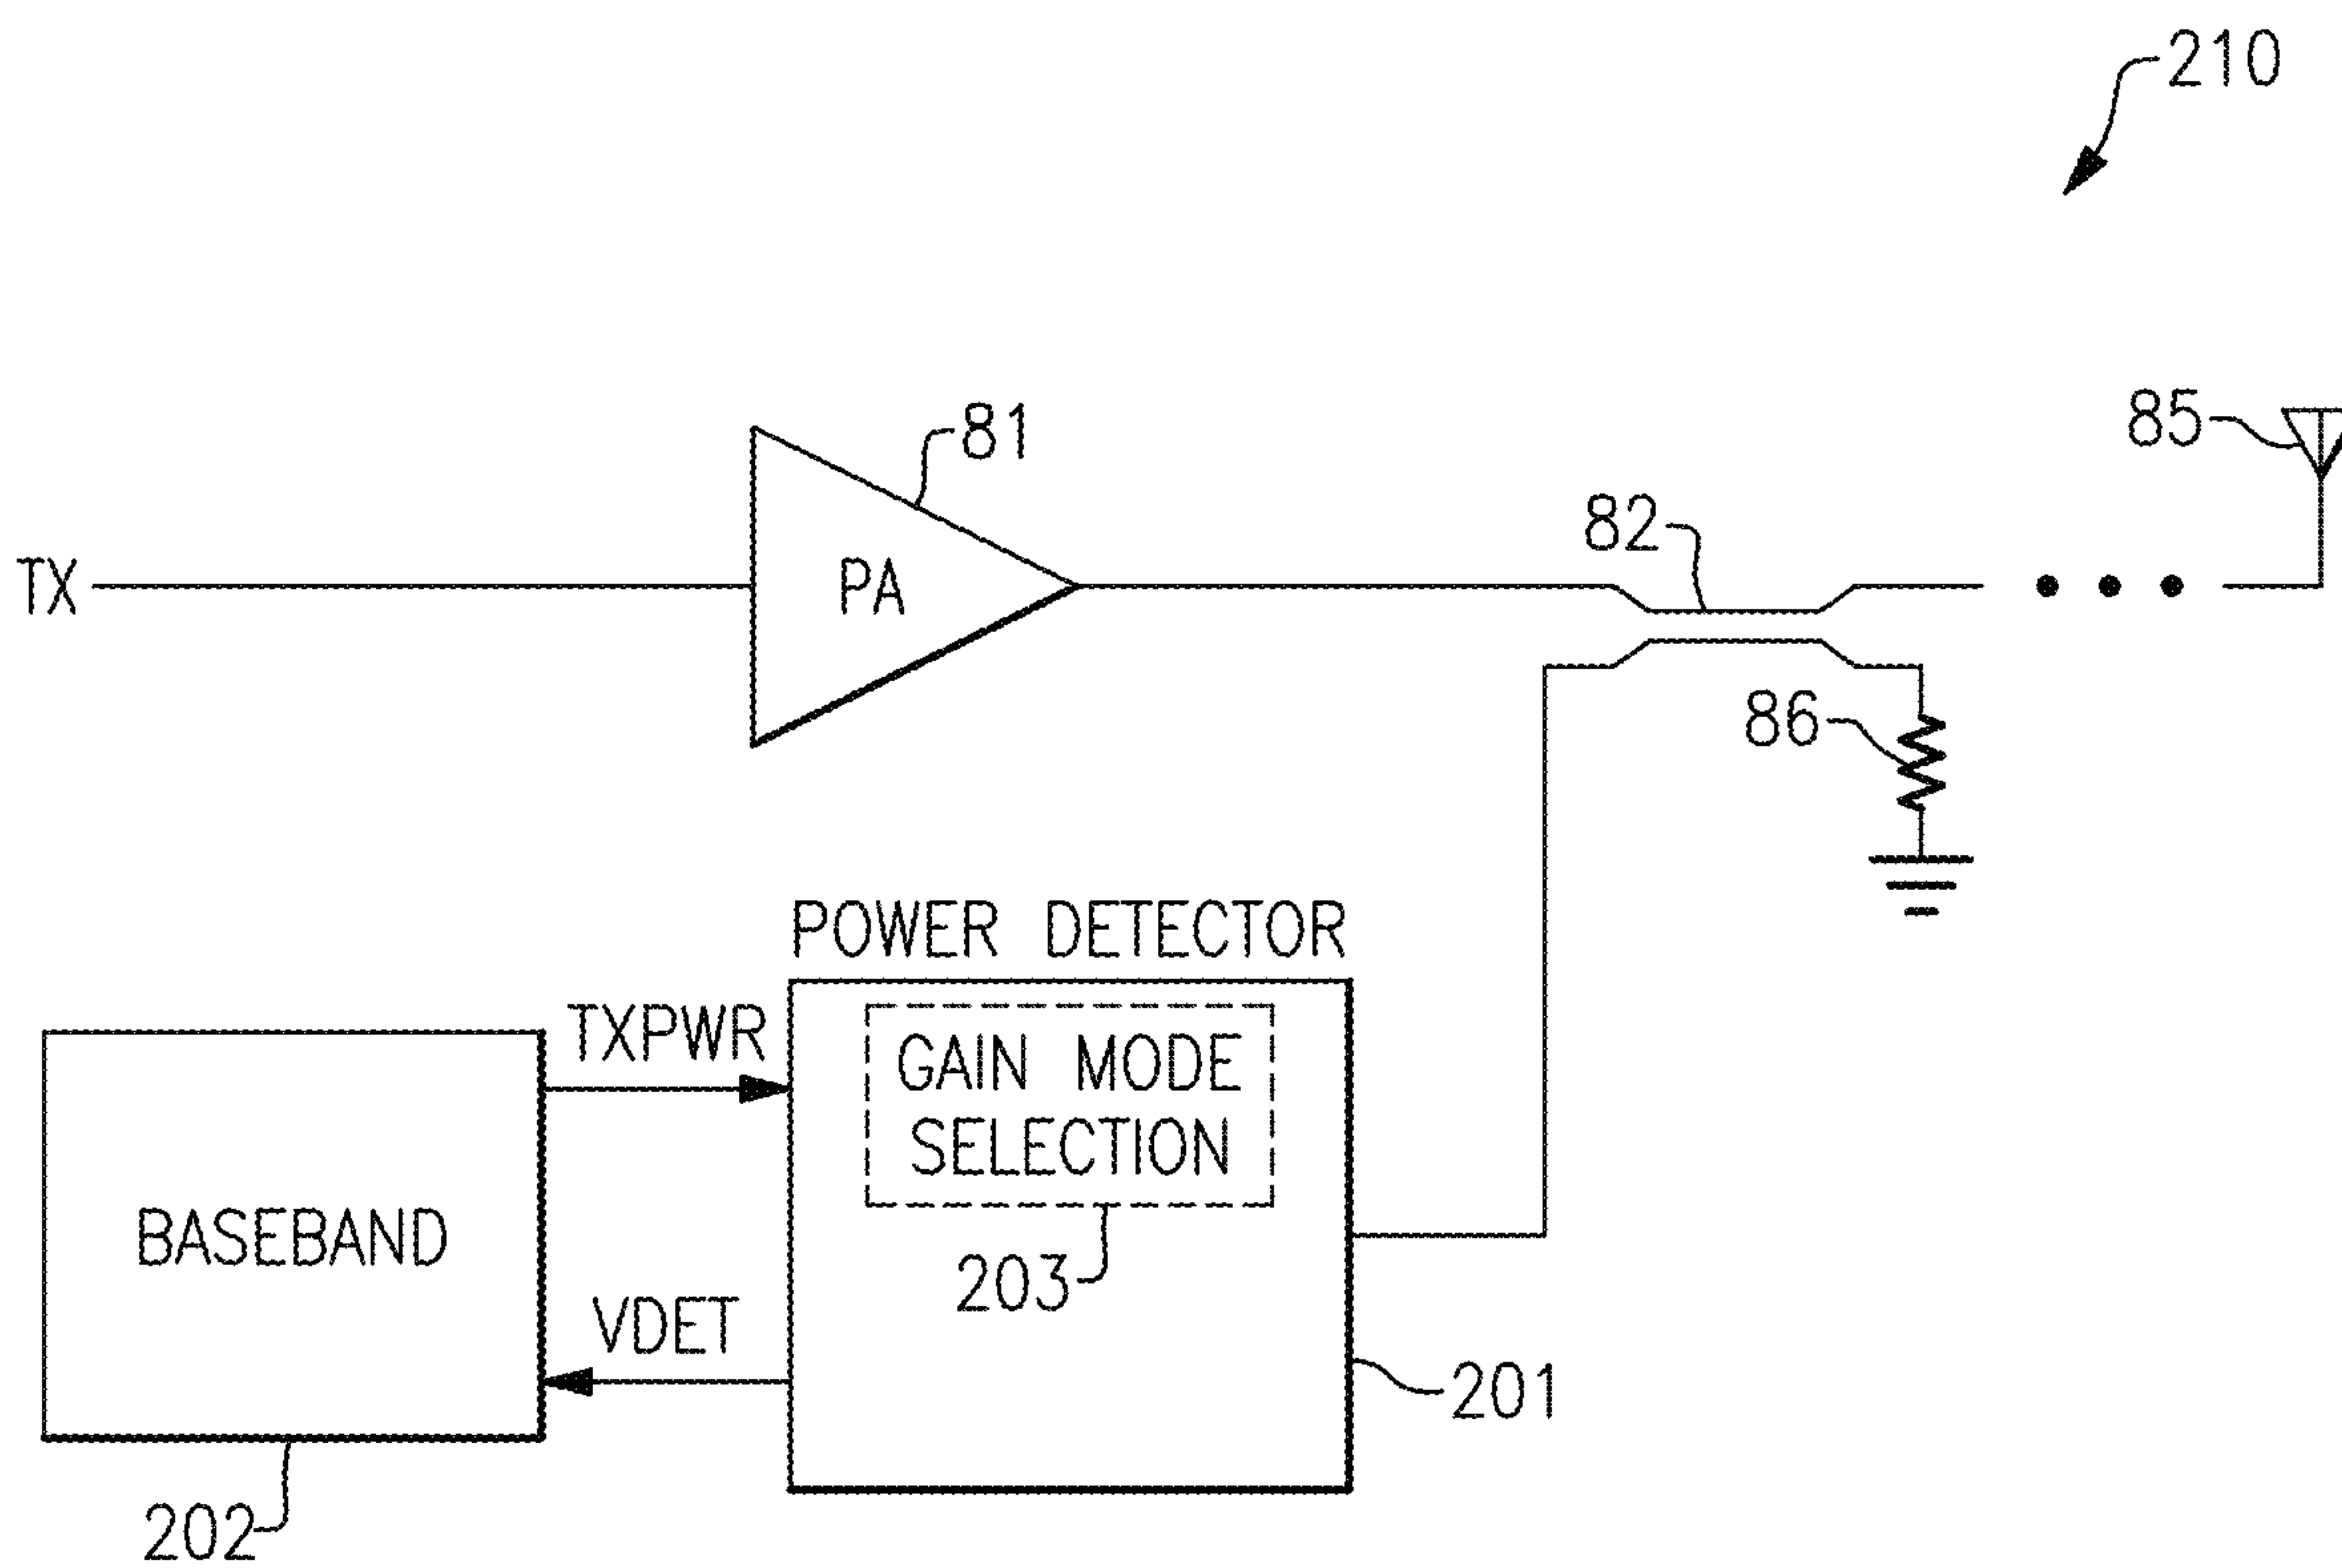 210
81
85
82
TX
PA
86
POWER DETECTOR
TXPWR
GAIN MODE
SELECTION
BASEBAND
203
VDET
201
202